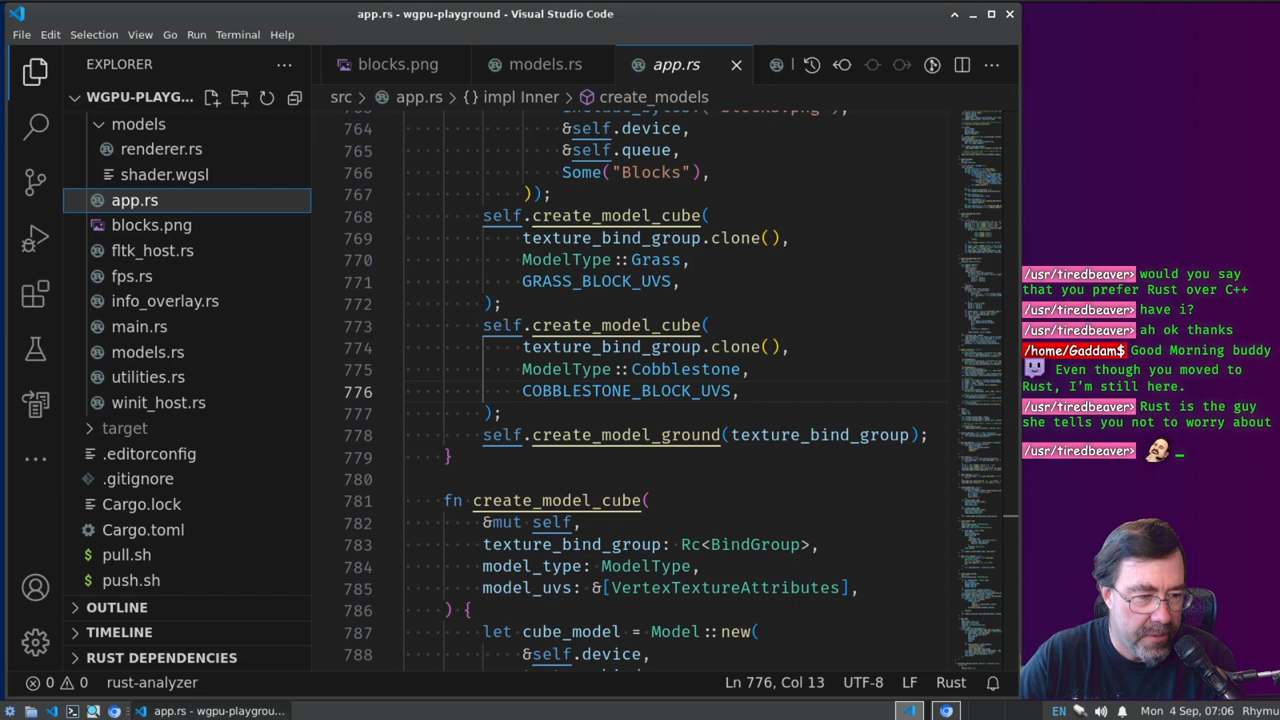 app.rs - wgpu-playground - Visual Studio Code
File Edit Selection View Go Run Terminal Help
EXPLORER
blocks.png
models.rs
app.rs
WGPU-PLAYG...
src > app.rs > {} impl Inner > create_models
models
renderer.rs
shader.wgsl
app.rs
blocks.png
fltk_host.rs
fps.rs
info_overlay.rs
main.rs
models.rs
utilities.rs
target
.editorconfig
.gitignore
Cargo.lock
Cargo.toml
pull.sh
push.sh
OUTLINE
TIMELINE
RUST DEPENDENCIES
764 &self.device,
765 &self.queue,
766 Some("Blocks"),
767 ));
768 self.create_model_cube(
769 texture_bind_group.clone(),
770 ModelType::Grass,
771 GRASS_BLOCK_UVS,
772 );
773 self.create_model_cube(
774 texture_bind_group.clone(),
775 ModelType::Cobblestone,
776 COBBLESTONE_BLOCK_UVS,
777 );
778 self.create_model_ground(texture_bind_group);
779 }
781 fn create_model_cube(
782 &mut self,
783 texture_bind_group: Rc<BindGroup>,
784 model_type: ModelType,
785 model_uvs: &[VertexTextureAttributes],
786 ) {
787 let cube_model = Model::new(
788 &self.device,
0 0 rust-analyzer
Ln 776, Col 13 UTF-8 LF Rust
/usr/tiredbeaver> would you say
that you prefer Rust over C++
/usr/tiredbeaver> have i?
/usr/tiredbeaver> ah ok thanks
/home/Gaddam$ Good Morning buddy
Even though you moved to
Rust, I'm still here.
/usr/tiredbeaver> Rust is the guy
she tells you not to worry about
/usr/tiredbeaver>
app.rs - wgpu-playgrou...
EN
Mon 4 Sep, 07:06 Rhymu